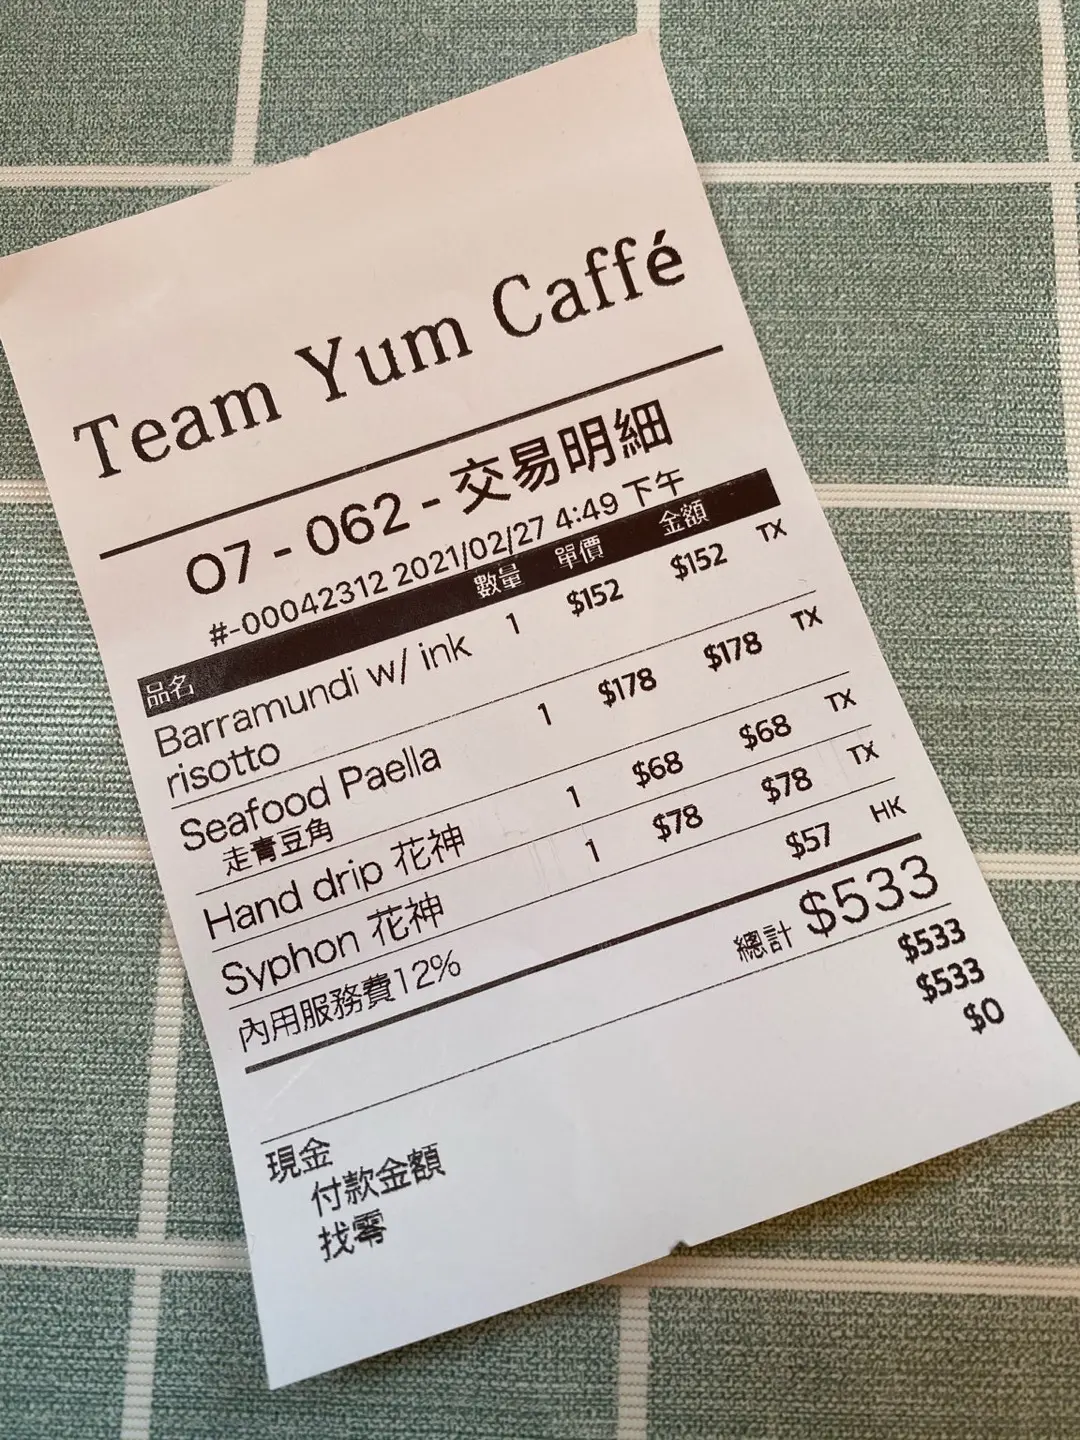 Team Yum Caffé
O7 - 062 - 交易明細
#-00042312 2021/02/27 4:49 下午
品名 數量 單價 金額
Barramundi w/ ink 1 $152 $152 TX
risotto
Seafood Paella 1 $178 $178 TX
走青豆角
Hand drip 花神 1 $68 $68 TX
Syphon 花神 1 $78 $78 TX
內用服務費12% $57 HK
總計 $533
現金 $533
付款金額 $533
找零 $0